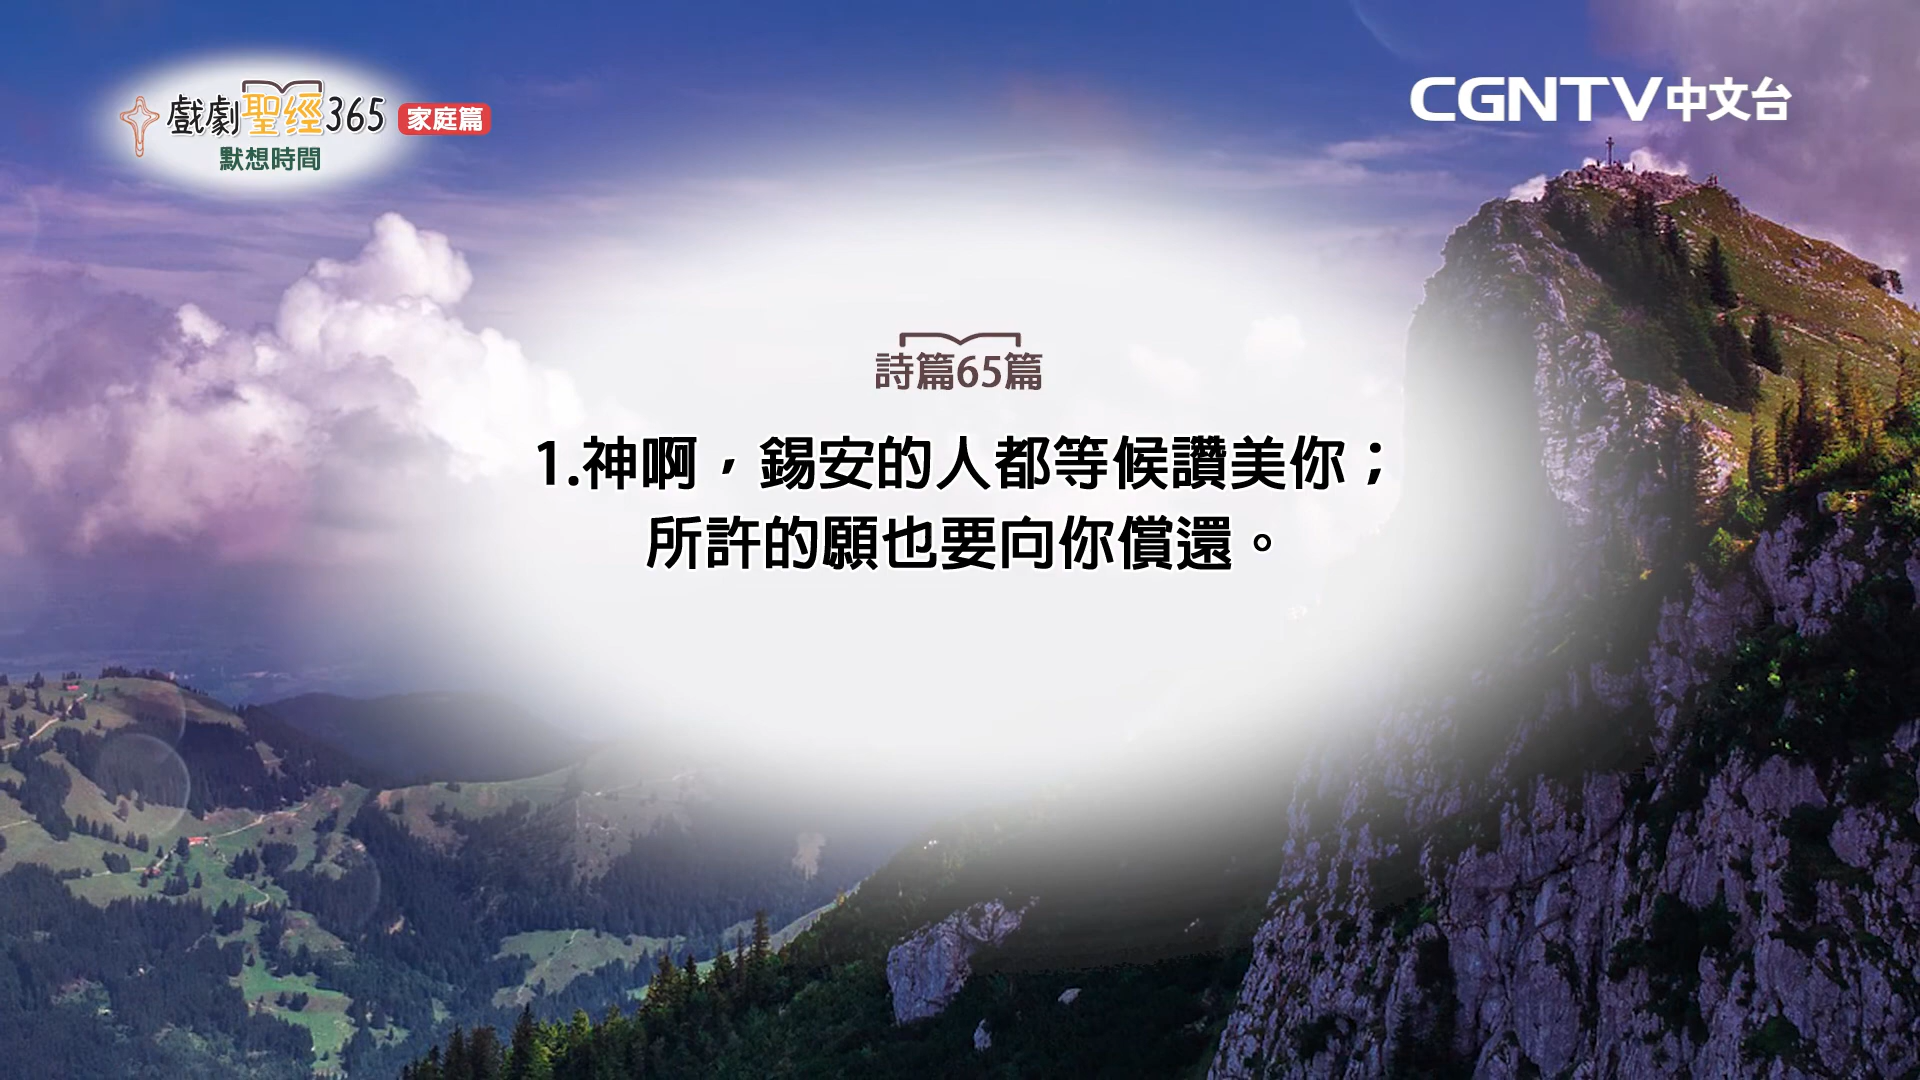 戲劇聖經365 家庭篇
默想時間
CGNTV中文台
詩篇65篇
1.神啊，錫安的人都等候讚美你；
所許的願也要向你償還。